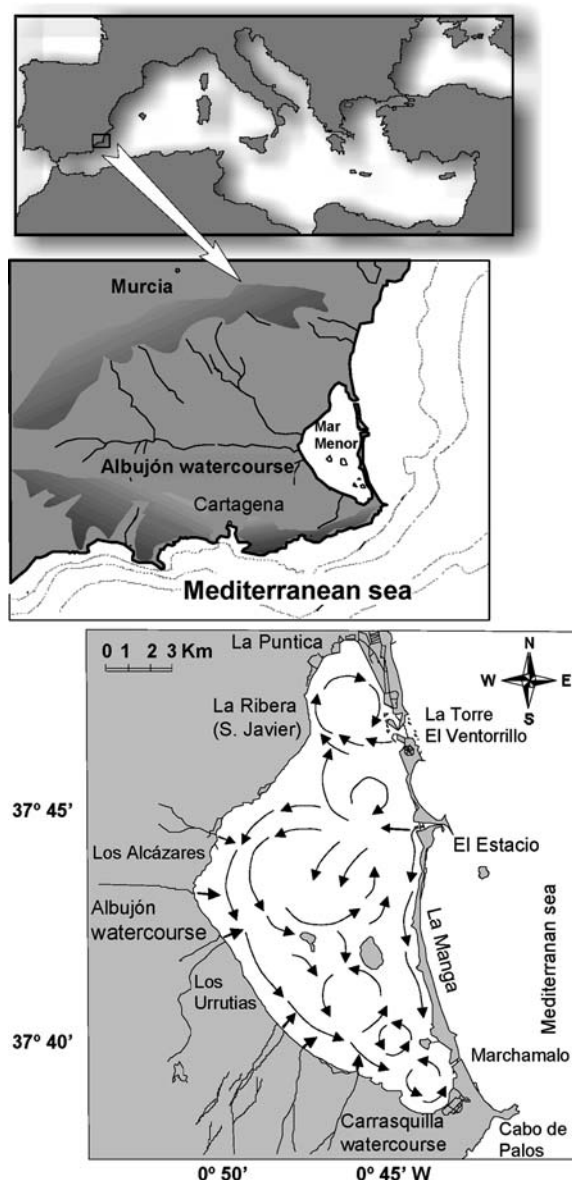 Murcia
Mar
Menor
Albujón watercourse
Cartagena
Mediterranean sea
0 1 2 3 Km
La Puntica
N
W E
S
La Ribera
(S. Javier)
La Torre
El Ventorrillo
37º 45’
El Estacio
Los Alcázares
Albujón
watercourse
La Manga
Mediterranean sea
Los
Urrutias
37º 40’
Marchamalo
Carrasquilla
watercourse
Cabo de
Palos
0º 50’ 0º 45’ W